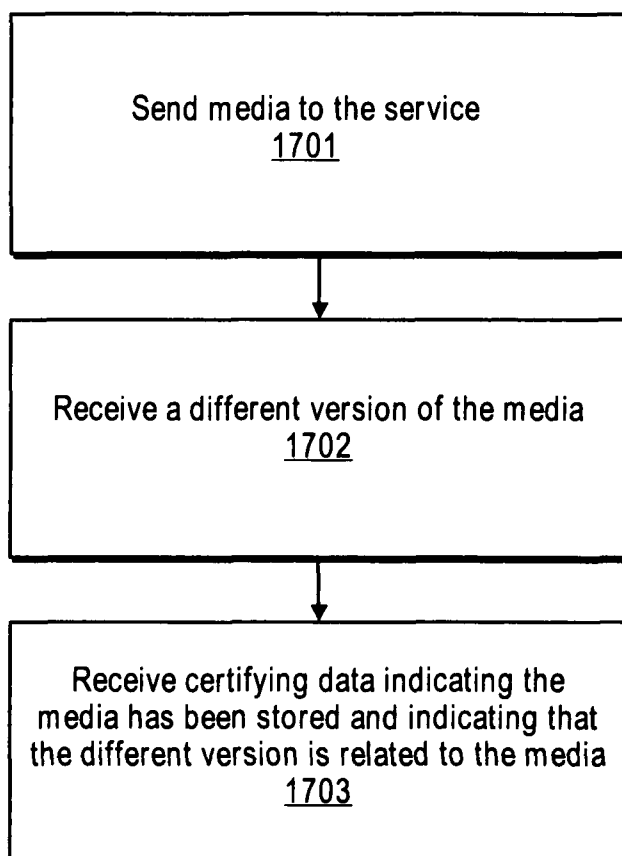 Send media to the service
1701
Receive a different version of the media
1702
Receive certifying data indicating the
media has been stored and indicating that
the different version is related to the media
1703